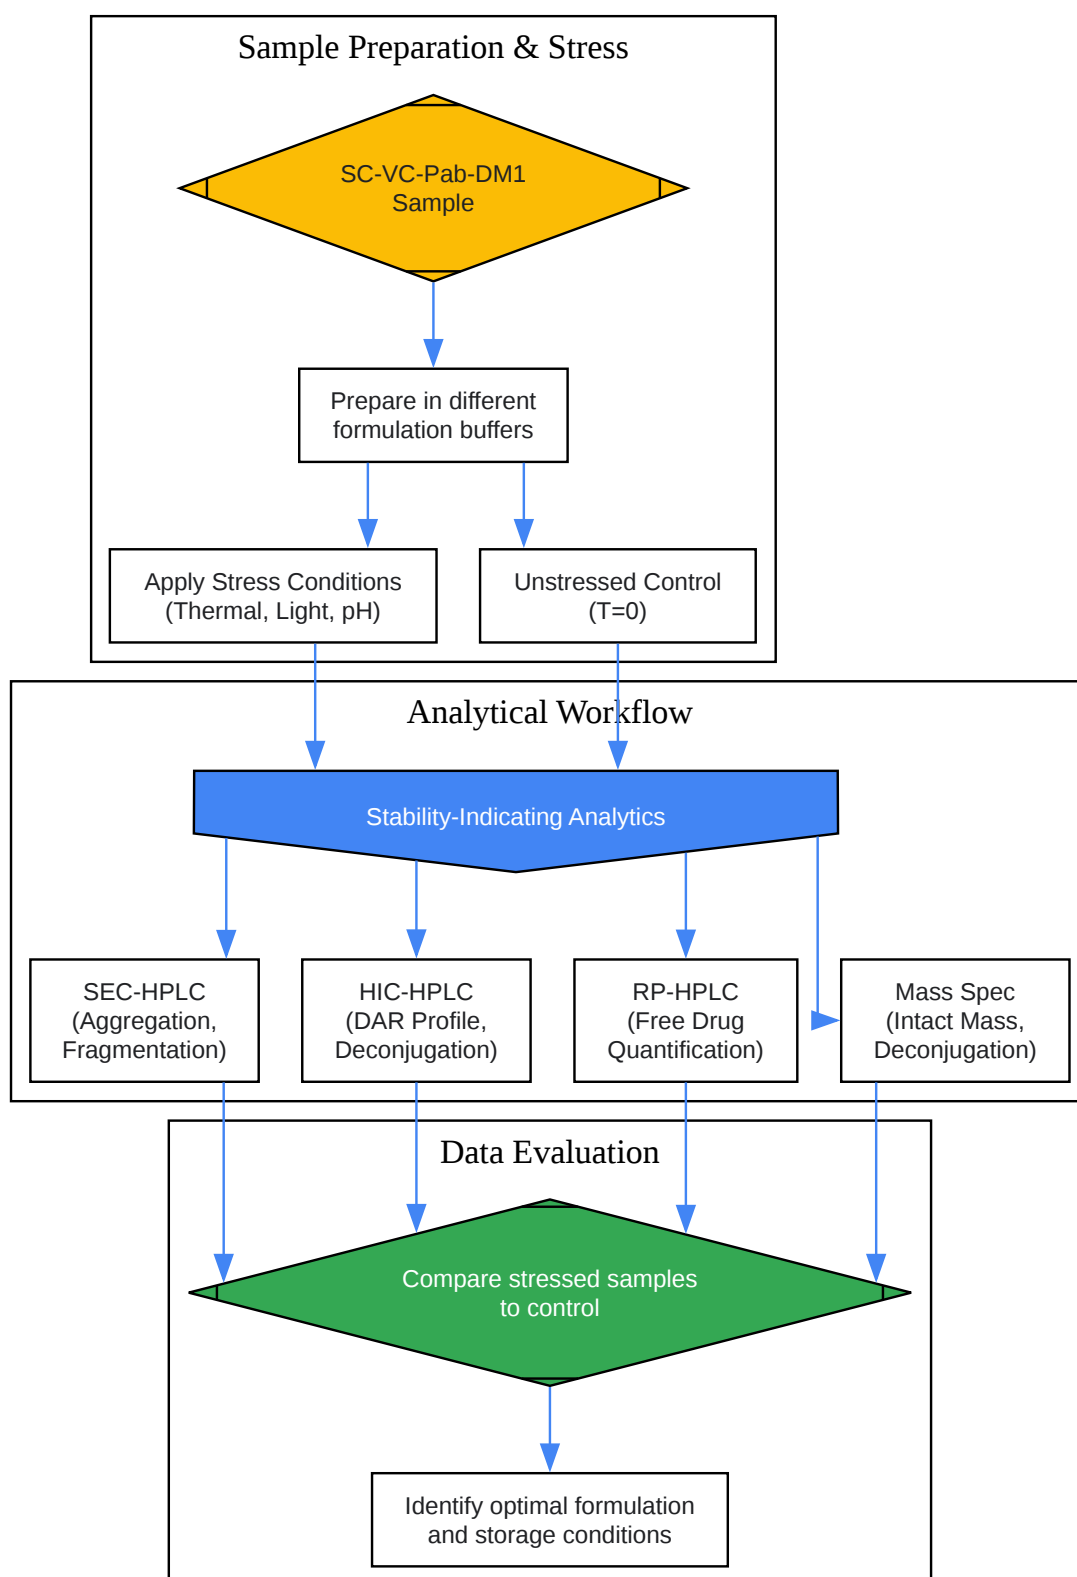 Sample Preparation & Stress
SC-VC-Pab-DM1
Sample
Prepare in different
formulation buffers
Apply Stress Conditions
(Thermal, Light, pH)
Unstressed Control
(T=0)
Analytical Workflow
Stability-Indicating Analytics
SEC-HPLC
(Aggregation,
Fragmentation)
HIC-HPLC
(DAR Profile,
Deconjugation)
RP-HPLC
(Free Drug
Quantification)
Mass Spec
(Intact Mass,
Deconjugation)
Data Evaluation
Compare stressed samples
to control
Identify optimal formulation
and storage conditions